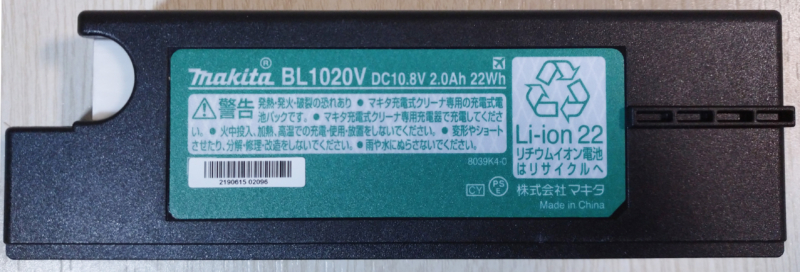 makita® BL1020V DC10.8V 2.0Ah 22Wh
警告 発熱・発火・破裂の恐れあり ● マキタ充電式クリーナ専用の充電式電
池パックです。 ● マキタ充電式クリーナ専用充電器で充電してください。
● 火中投入、加熱、高温での充電・使用・放置をしないでください。 ● 変形やショート
させたり、分解・修理・改造をしないでください。 ● 雨や水にぬらさないでください。
8039K4-0
2190615 02096
Li-ion 22
リチウムイオン電池
はリサイクルへ
CY PSE 株式会社マキタ
Made in China